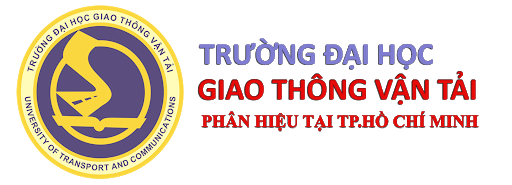 TRƯỜNG ĐẠI HỌC GIAO THÔNG VẬN TẢI
UNIVERSITY OF TRANSPORT AND COMMUNICATIONS
TRƯỜNG ĐẠI HỌC
GIAO THÔNG VẬN TẢI
PHÂN HIỆU TẠI TP.HỒ CHÍ MINH